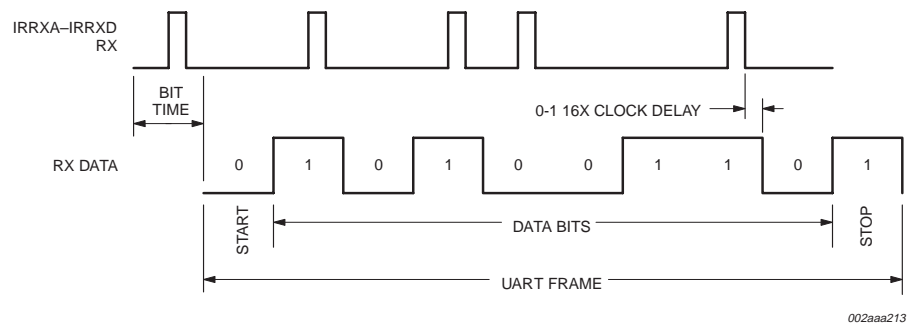 IRRXA–IRRXD
RX
BIT
TIME
0-1 16X CLOCK DELAY
RX DATA
0 1 0 1 0 0 1 1 0 1
START
DATA BITS
STOP
UART FRAME
002aaa213